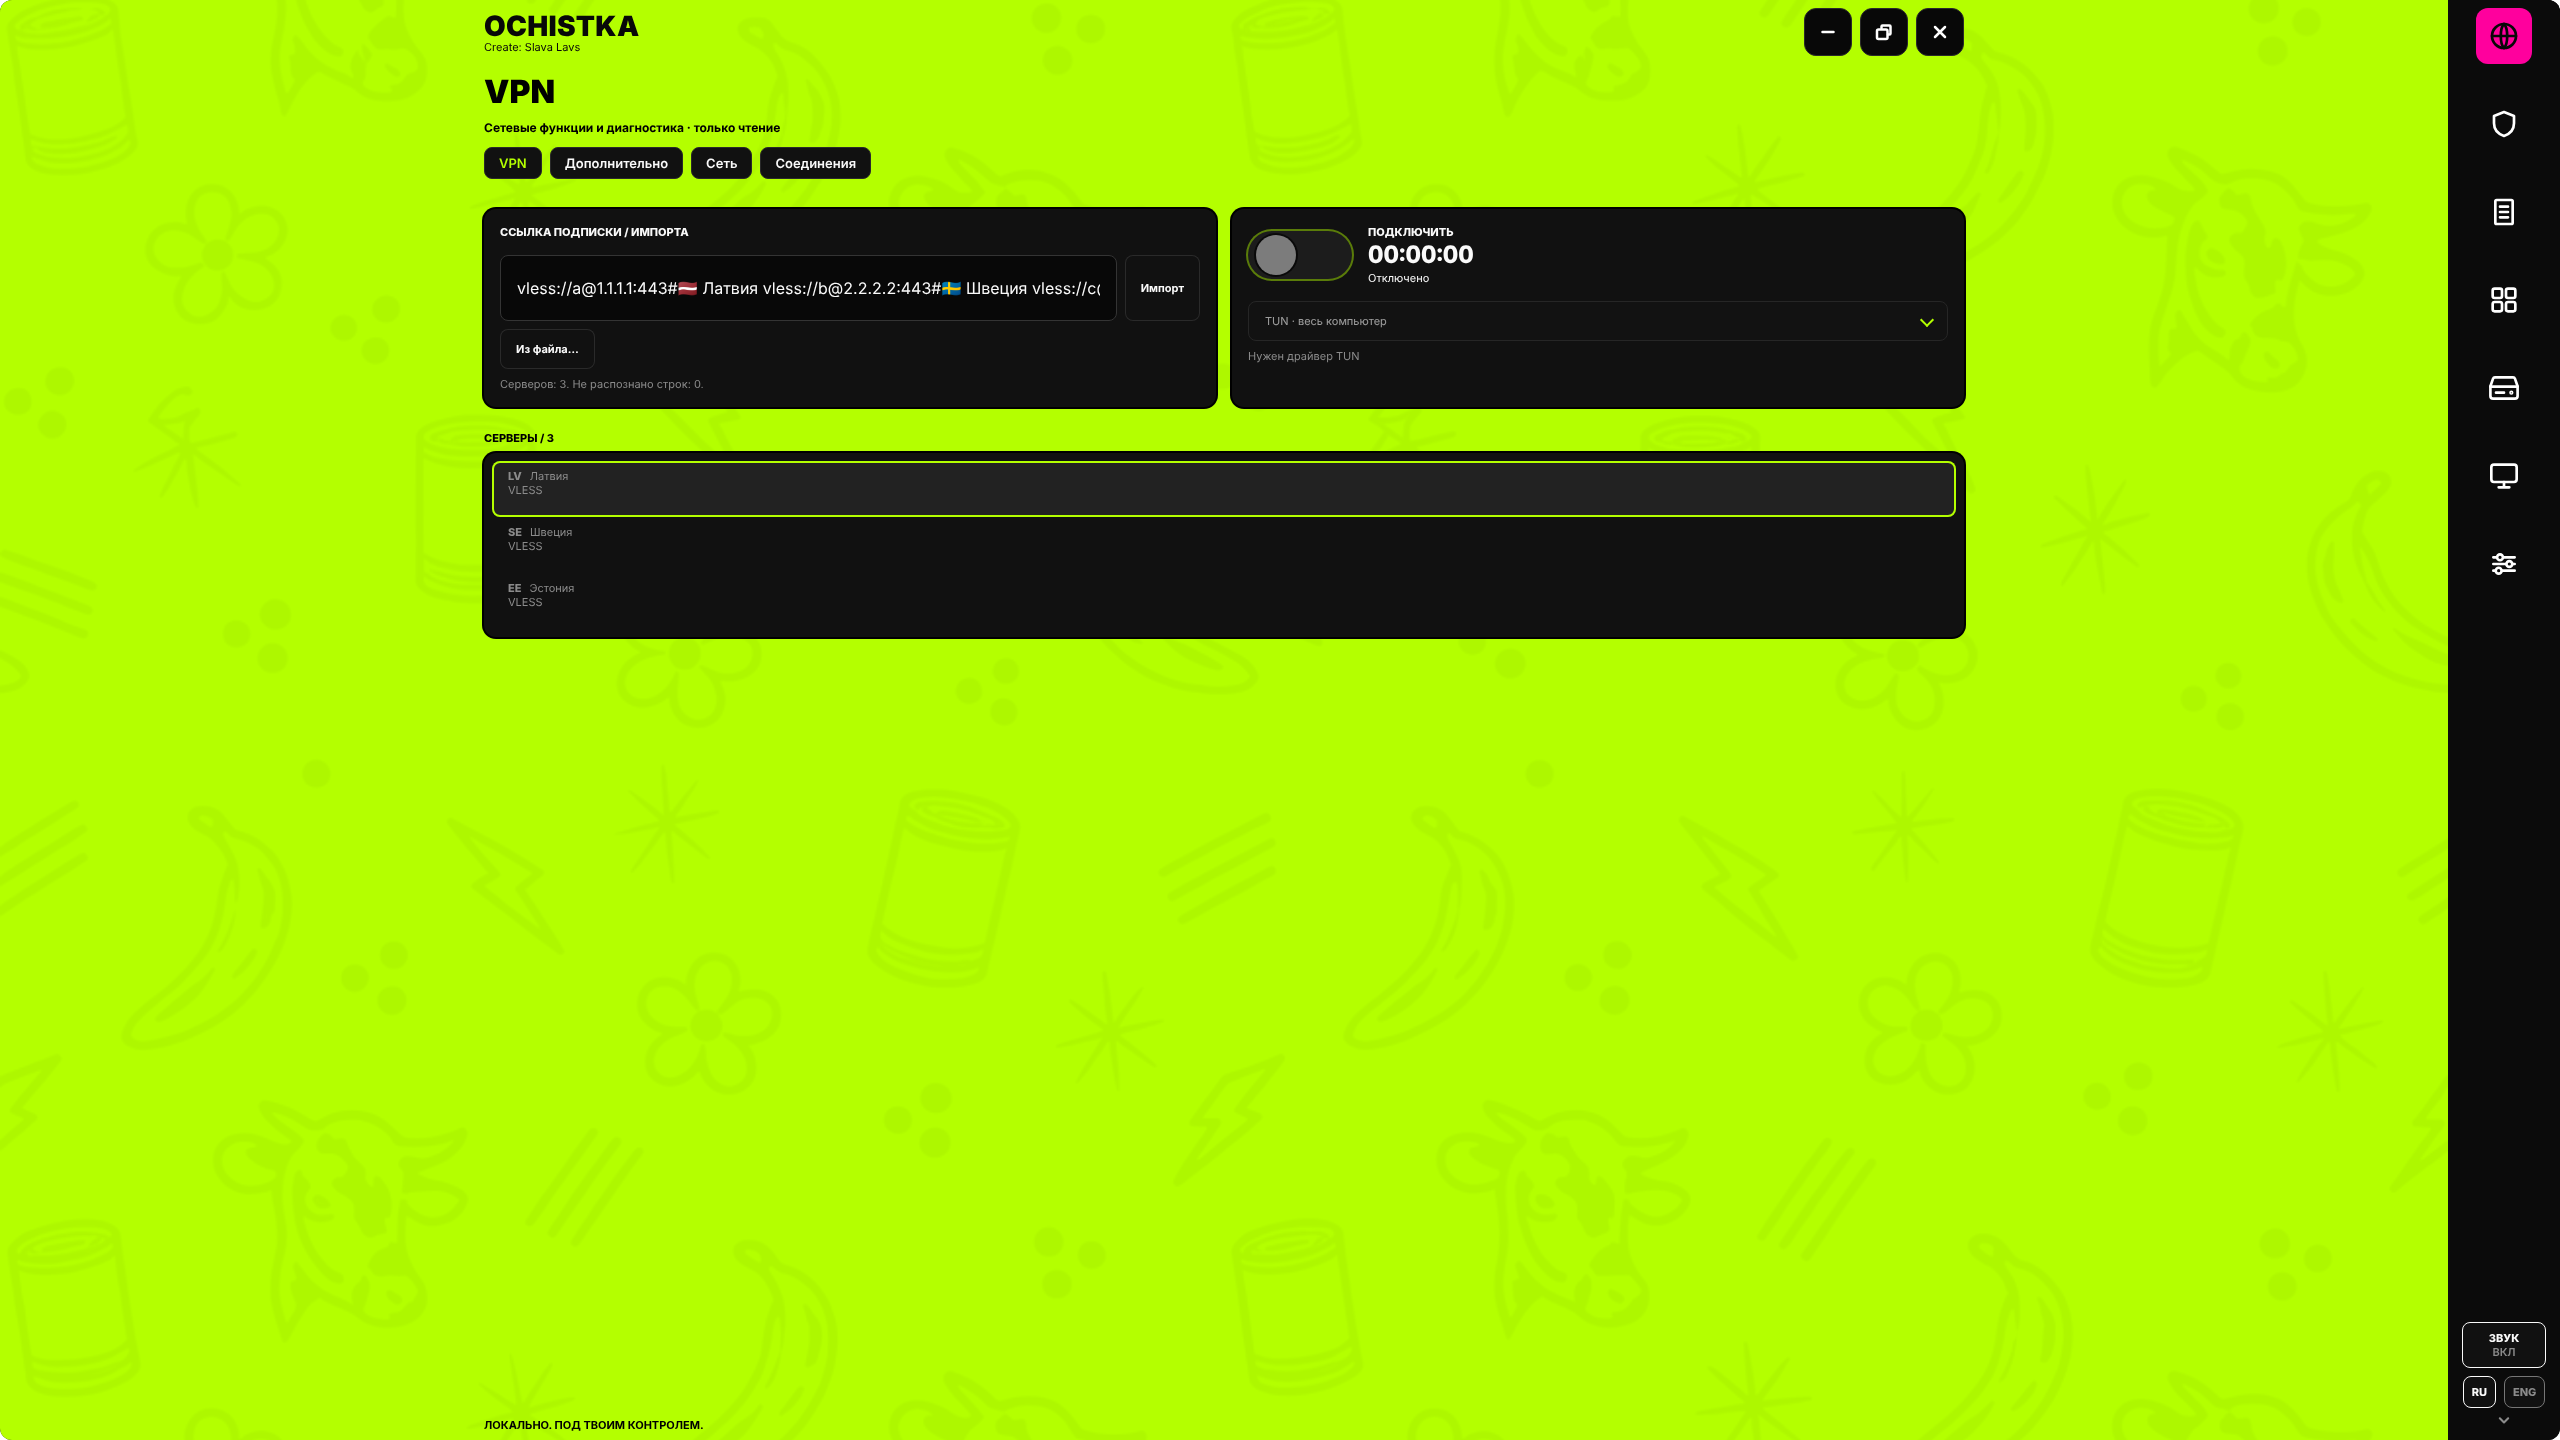 OCHISTKA
Create: Slava Lavs
VPN
Сетевые функции и диагностика · только чтение
VPN
Дополнительно
Сеть
Соединения
ССЫЛКА ПОДПИСКИ / ИМПОРТА
vless://a@1.1.1.1:443#🇱🇻 Латвия vless://b@2.2.2.2:443#🇸🇪 Швеция vless://c@
Импорт
Из файла...
Серверов: 3. Не распознано строк: 0.
ПОДКЛЮЧИТЬ
00:00:00
Отключено
TUN · весь компьютер
Нужен драйвер TUN
СЕРВЕРЫ / 3
LV Латвия
VLESS
SE Швеция
VLESS
EE Эстония
VLESS
ЛОКАЛЬНО. ПОД ТВОИМ КОНТРОЛЕМ.
ЗВУК
ВКЛ
RU
ENG